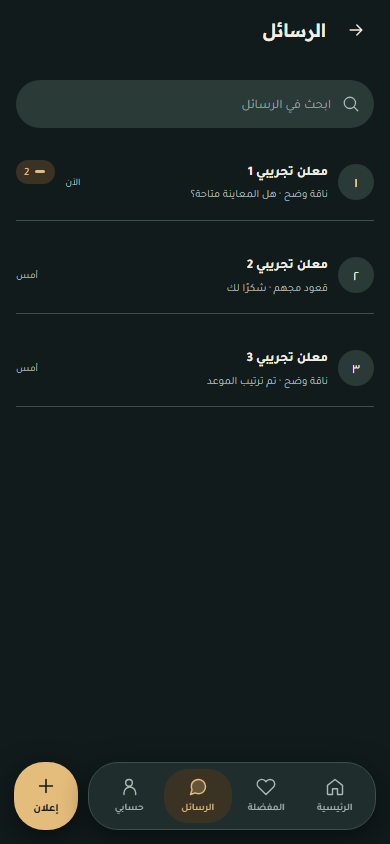 الرسائل
ابحث في الرسائل
١
معلن تجريبي 1
ناقة وضح · هل المعاينة متاحة؟
الآن
2
٢
معلن تجريبي 2
قعود مجهم · شكرًا لك
أمس
٣
معلن تجريبي 3
ناقة وضح · تم ترتيب الموعد
أمس
الرئيسية
المفضلة
الرسائل
حسابي
إعلان